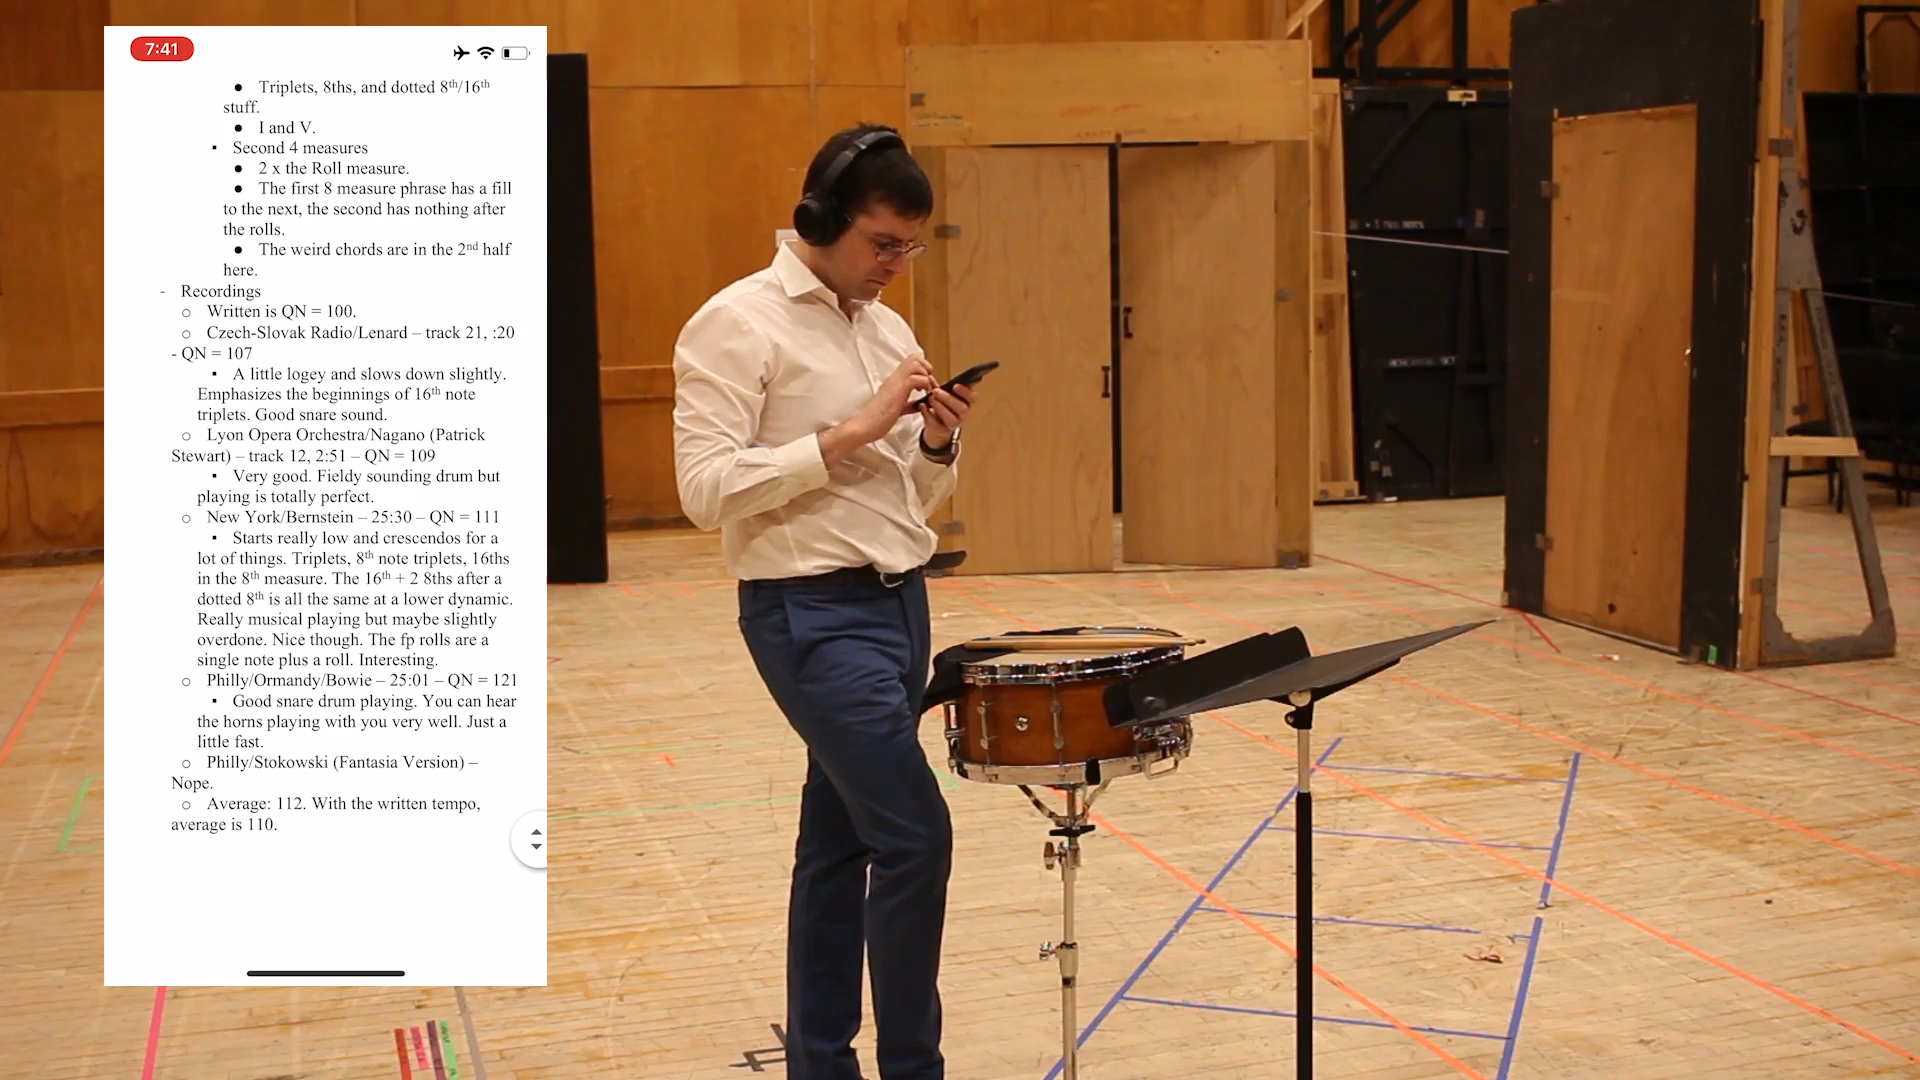 7:41
● Triplets, 8ths, and dotted 8th/16th
stuff.
● I and V.
▪ Second 4 measures
● 2 x the Roll measure.
● The first 8 measure phrase has a fill
to the next, the second has nothing after
the rolls.
● The weird chords are in the 2nd half
here.
- Recordings
o Written is QN = 100.
o Czech-Slovak Radio/Lenard – track 21, :20
- QN = 107
▪ A little logey and slows down slightly.
Emphasizes the beginnings of 16th note
triplets. Good snare sound.
o Lyon Opera Orchestra/Nagano (Patrick
Stewart) – track 12, 2:51 – QN = 109
▪ Very good. Fieldy sounding drum but
playing is totally perfect.
o New York/Bernstein – 25:30 – QN = 111
▪ Starts really low and crescendos for a
lot of things. Triplets, 8th note triplets, 16ths
in the 8th measure. The 16th + 2 8ths after a
dotted 8th is all the same at a lower dynamic.
Really musical playing but maybe slightly
overdone. Nice though. The fp rolls are a
single note plus a roll. Interesting.
o Philly/Ormandy/Bowie – 25:01 – QN = 121
▪ Good snare drum playing. You can hear
the horns playing with you very well. Just a
little fast.
o Philly/Stokowski (Fantasia Version) –
Nope.
o Average: 112. With the written tempo,
average is 110.